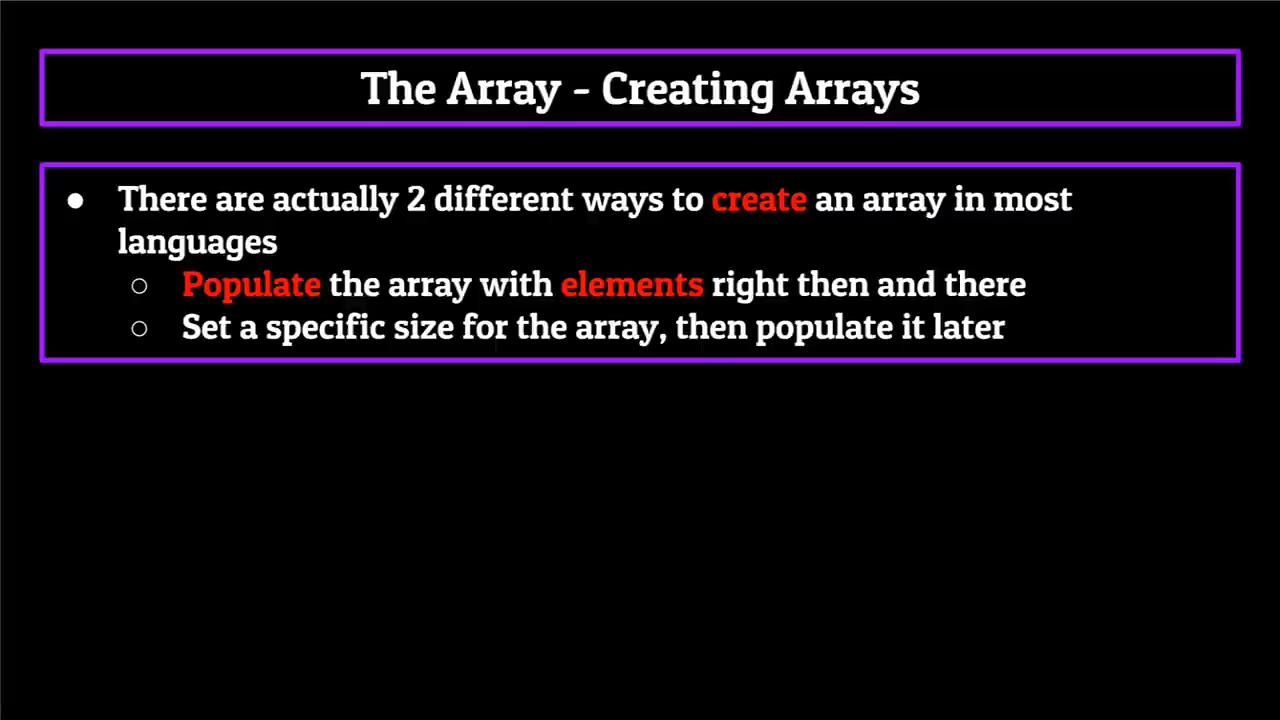 The Array - Creating Arrays
● There are actually 2 different ways to create an array in most
languages
○ Populate the array with elements right then and there
○ Set a specific size for the array, then populate it later